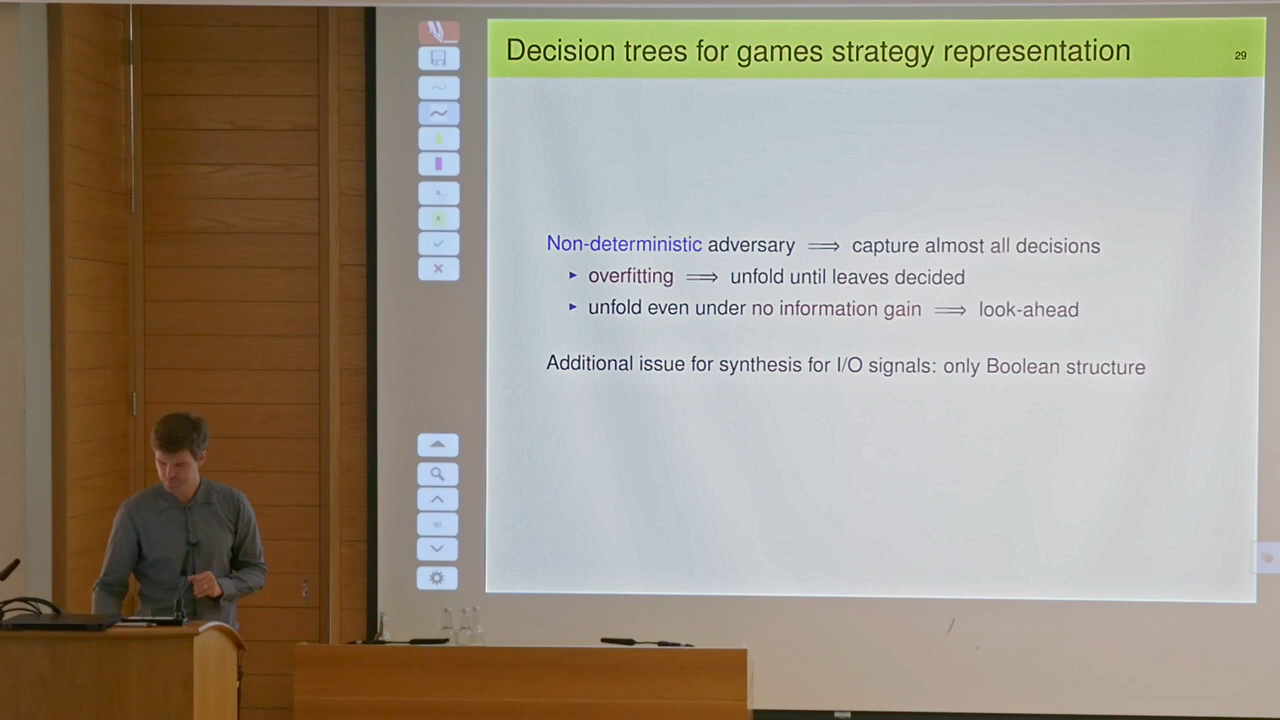 Decision trees for games strategy representation
29
Non-deterministic adversary ⟹ capture almost all decisions
▸ overfitting ⟹ unfold until leaves decided
▸ unfold even under no information gain ⟹ look-ahead
Additional issue for synthesis for I/O signals: only Boolean structure